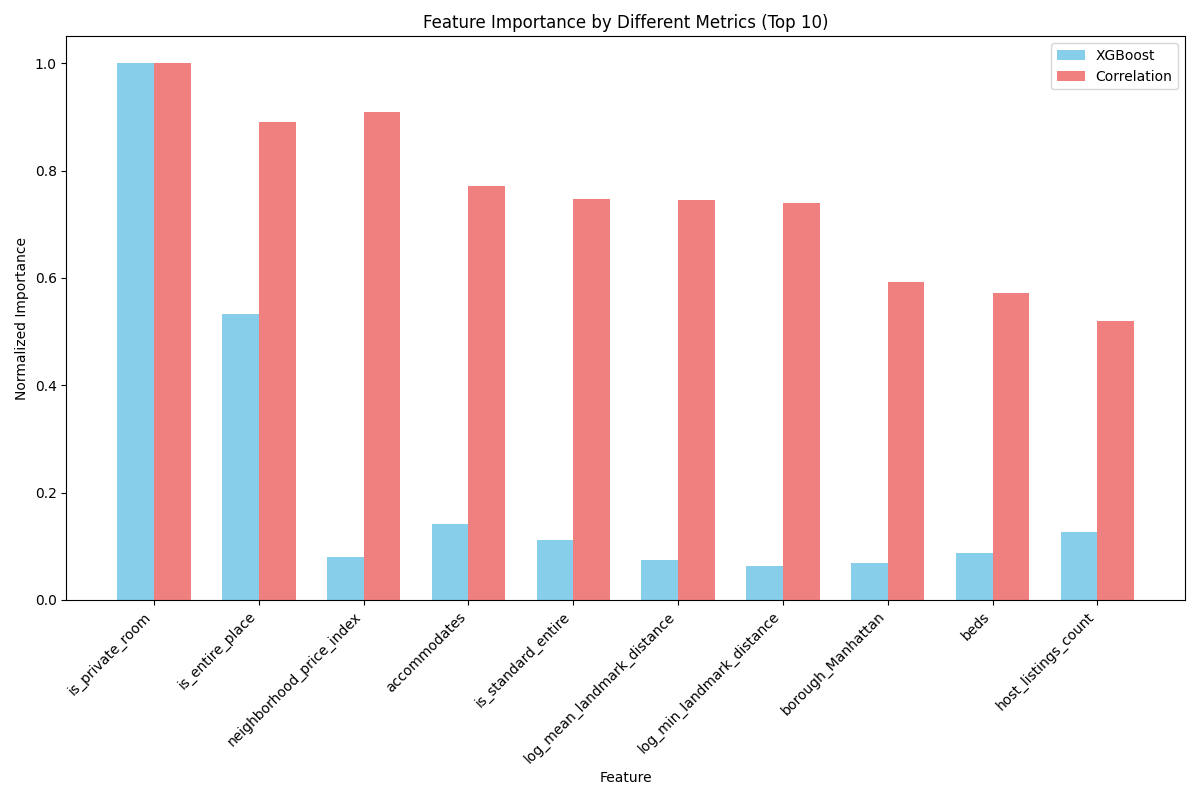 Feature Importance by Different Metrics (Top 10)
XGBoost
Correlation
Normalized Importance
1.0
0.8
0.6
0.4
0.2
0.0
is_private_room
is_entire_place
neighborhood_price_index
accommodates
is_standard_entire
log_mean_landmark_distance
log_min_landmark_distance
borough_Manhattan
beds
host_listings_count
Feature